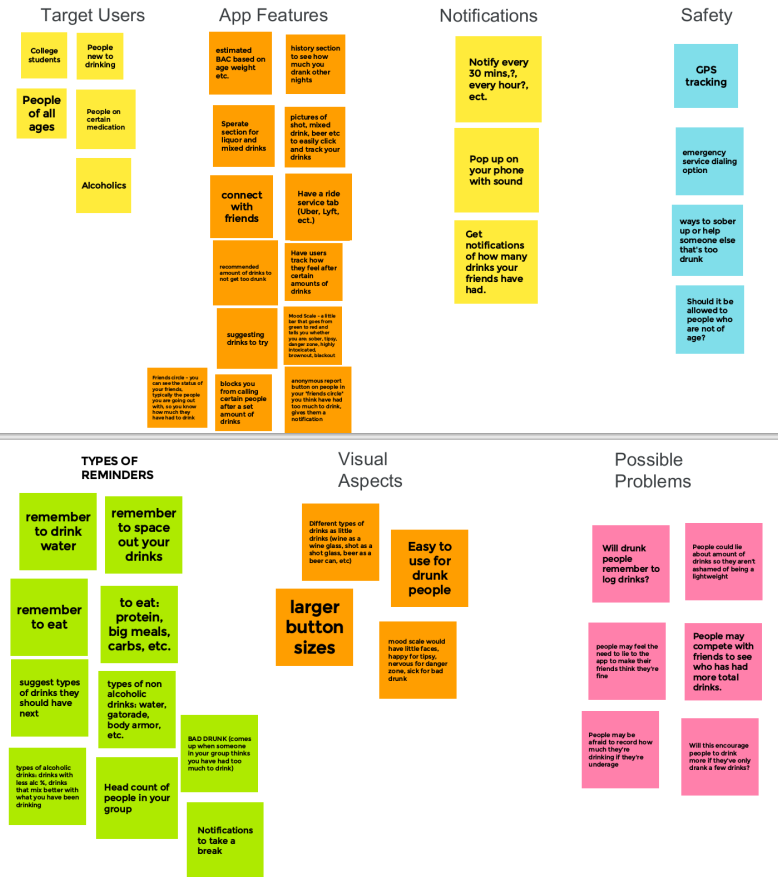 Target Users
College
students
People
new to
drinking
People
of all
ages
People on
certain
medication
Alcoholics
App Features
estimated
BAC based on
age weight
etc.
history section
to see how
much you
drank other
nights
Sperate
section for
liquor and
mixed drinks
pictures of
shot, mixed
drink, beer etc
to easily click
and track your
drinks
connect
with
friends
Have a ride
service tab
(Uber, Lyft,
ect.)
recommended
amount of drinks to
not get too drunk
Have users
track how
they feel after
certain
amounts of
drinks
suggesting
drinks to try
Mood Scale - a little
bar that goes from
green to red and
tells you whether
you are: sober, tipsy,
danger zone, highly
intoxicated,
brownout, blackout
Friends circle - you
can see the status of
your friends,
typically the people
you are going out
with, so you know
how much they
have had to drink
blocks you
from calling
certain people
after a set
amount of
drinks
anonymous report
button on people in
your "friends circle"
you think have had
too much to drink,
gives them a
notification
Notifications
Notify every
30 mins,?,
every hour?,
ect.
Pop up on
your phone
with sound
Get
notifications
of how many
drinks your
friends have
had.
Safety
GPS
tracking
emergency
service dialing
option
ways to sober
up or help
someone else
that's too
drunk
Should it be
allowed to
people who
are not of
age?
TYPES OF
REMINDERS
remember
to drink
water
remember
to space
out your
drinks
remember
to eat
to eat:
protein,
big meals,
carbs, etc.
suggest types
of drinks they
should have
next
types of non
alcoholic
drinks: water,
gatorade,
body armor,
etc.
BAD DRUNK (comes
up when someone
in your group thinks
you have had too
much to drink)
types of alcoholic
drinks: drinks with
less alc %, drinks
that mix better with
what you have been
drinking
Head count of
people in your
group
Notifications
to take a
break
Visual
Aspects
Different types of
drinks as little
drinks (wine as a
wine glass, shot as a
shot glass, beer as a
beer can, etc)
Easy to
use for
drunk
people
larger
button
sizes
mood scale would
have little faces,
happy for tipsy,
nervous for danger
zone, sick for bad
drunk
Possible
Problems
Will drunk
people
remember to
log drinks?
People could lie
about amount of
drinks so they aren't
ashamed of being a
lightweight
people may feel the
need to lie to the
app to make their
friends think they're
fine
People may
compete with
friends to see
who has had
more total
drinks.
People may be
afraid to record how
much they're
drinking if they're
underage
Will this encourage
people to drink
more if they've only
drank a few drinks?